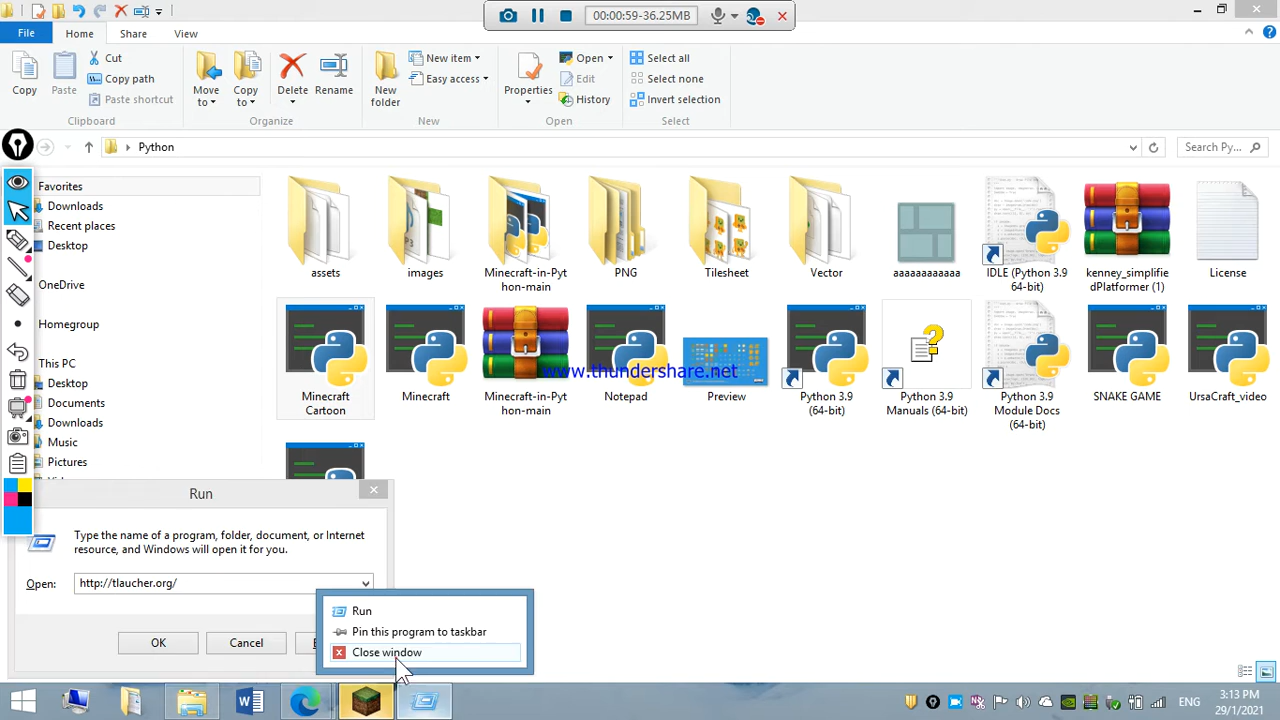 00:00:59-36.25MB
File
Home
Share
View
Copy
Paste
Cut
Copy path
Paste shortcut
Clipboard
Move to
Copy to
Delete
Rename
Organize
New folder
New item
Easy access
New
Properties
Open
Edit
History
Open
Select all
Select none
Invert selection
Select
Python
Search Py...
Favorites
Downloads
Recent places
Desktop
OneDrive
Homegroup
This PC
Desktop
Documents
Downloads
Music
Pictures
assets
images
Minecraft-in-Pyt
hon-main
PNG
Tilesheet
Vector
aaaaaaaaaaa
IDLE (Python 3.9
64-bit)
kenney_simplifie
dPlatformer (1)
License
Minecraft
Cartoon
Minecraft
Minecraft-in-Pyt
hon-main
Notepad
Preview
Python 3.9
(64-bit)
Python 3.9
Manuals (64-bit)
Python 3.9
Module Docs
(64-bit)
SNAKE GAME
UrsaCraft_video
www.thundershare.net
Run
Type the name of a program, folder, document, or Internet
resource, and Windows will open it for you.
Open:
http://tlaucher.org/
OK
Cancel
Run
Pin this program to taskbar
Close window
ENG
3:13 PM
29/1/2021